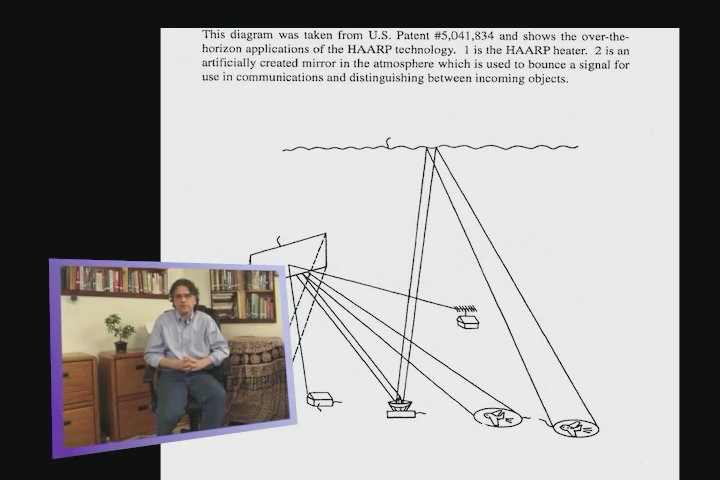 This diagram was taken from U.S. Patent #5,041,834 and shows the over-the-
horizon applications of the HAARP technology. 1 is the HAARP heater. 2 is an
artificially created mirror in the atmosphere which is used to bounce a signal for
use in communications and distinguishing between incoming objects.